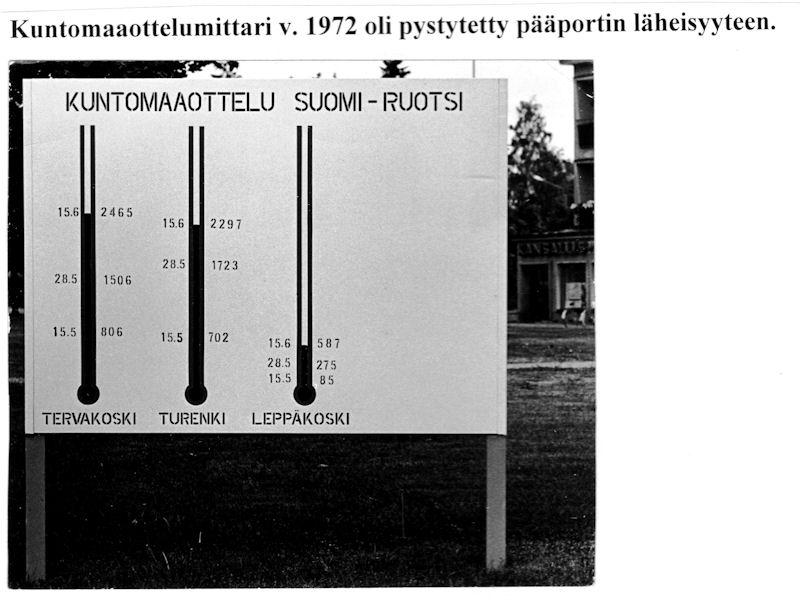 Kuntomaaottelumittari v. 1972 oli pystytetty pääportin läheisyyteen.
KUNTOMAAOTTELU SUOMI-RUOTSI
15.6 2465
28.5 1506
15.5 806
TERVAKOSKI
15.6 2297
28.5 1723
15.5 702
TURENKI
15.6 587
28.5 275
15.5 85
LEPPÄKOSKI